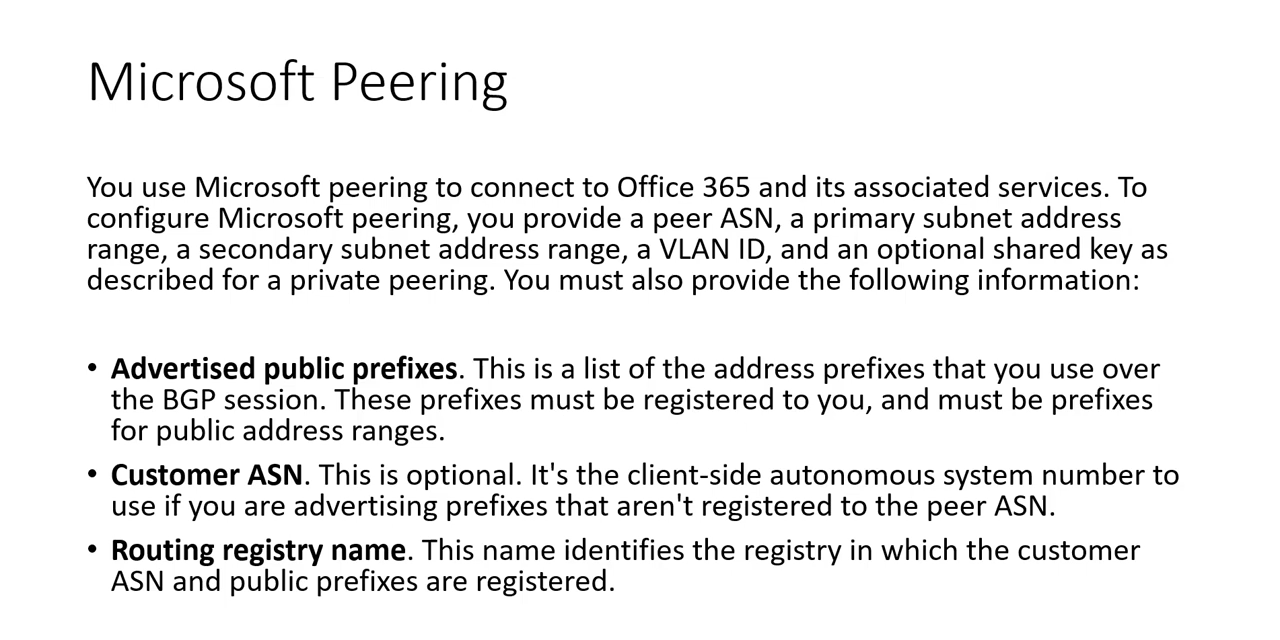 Microsoft Peering
You use Microsoft peering to connect to Office 365 and its associated services. To
configure Microsoft peering, you provide a peer ASN, a primary subnet address
range, a secondary subnet address range, a VLAN ID, and an optional shared key as
described for a private peering. You must also provide the following information:
• Advertised public prefixes. This is a list of the address prefixes that you use over
the BGP session. These prefixes must be registered to you, and must be prefixes
for public address ranges.
• Customer ASN. This is optional. It's the client-side autonomous system number to
use if you are advertising prefixes that aren't registered to the peer ASN.
• Routing registry name. This name identifies the registry in which the customer
ASN and public prefixes are registered.